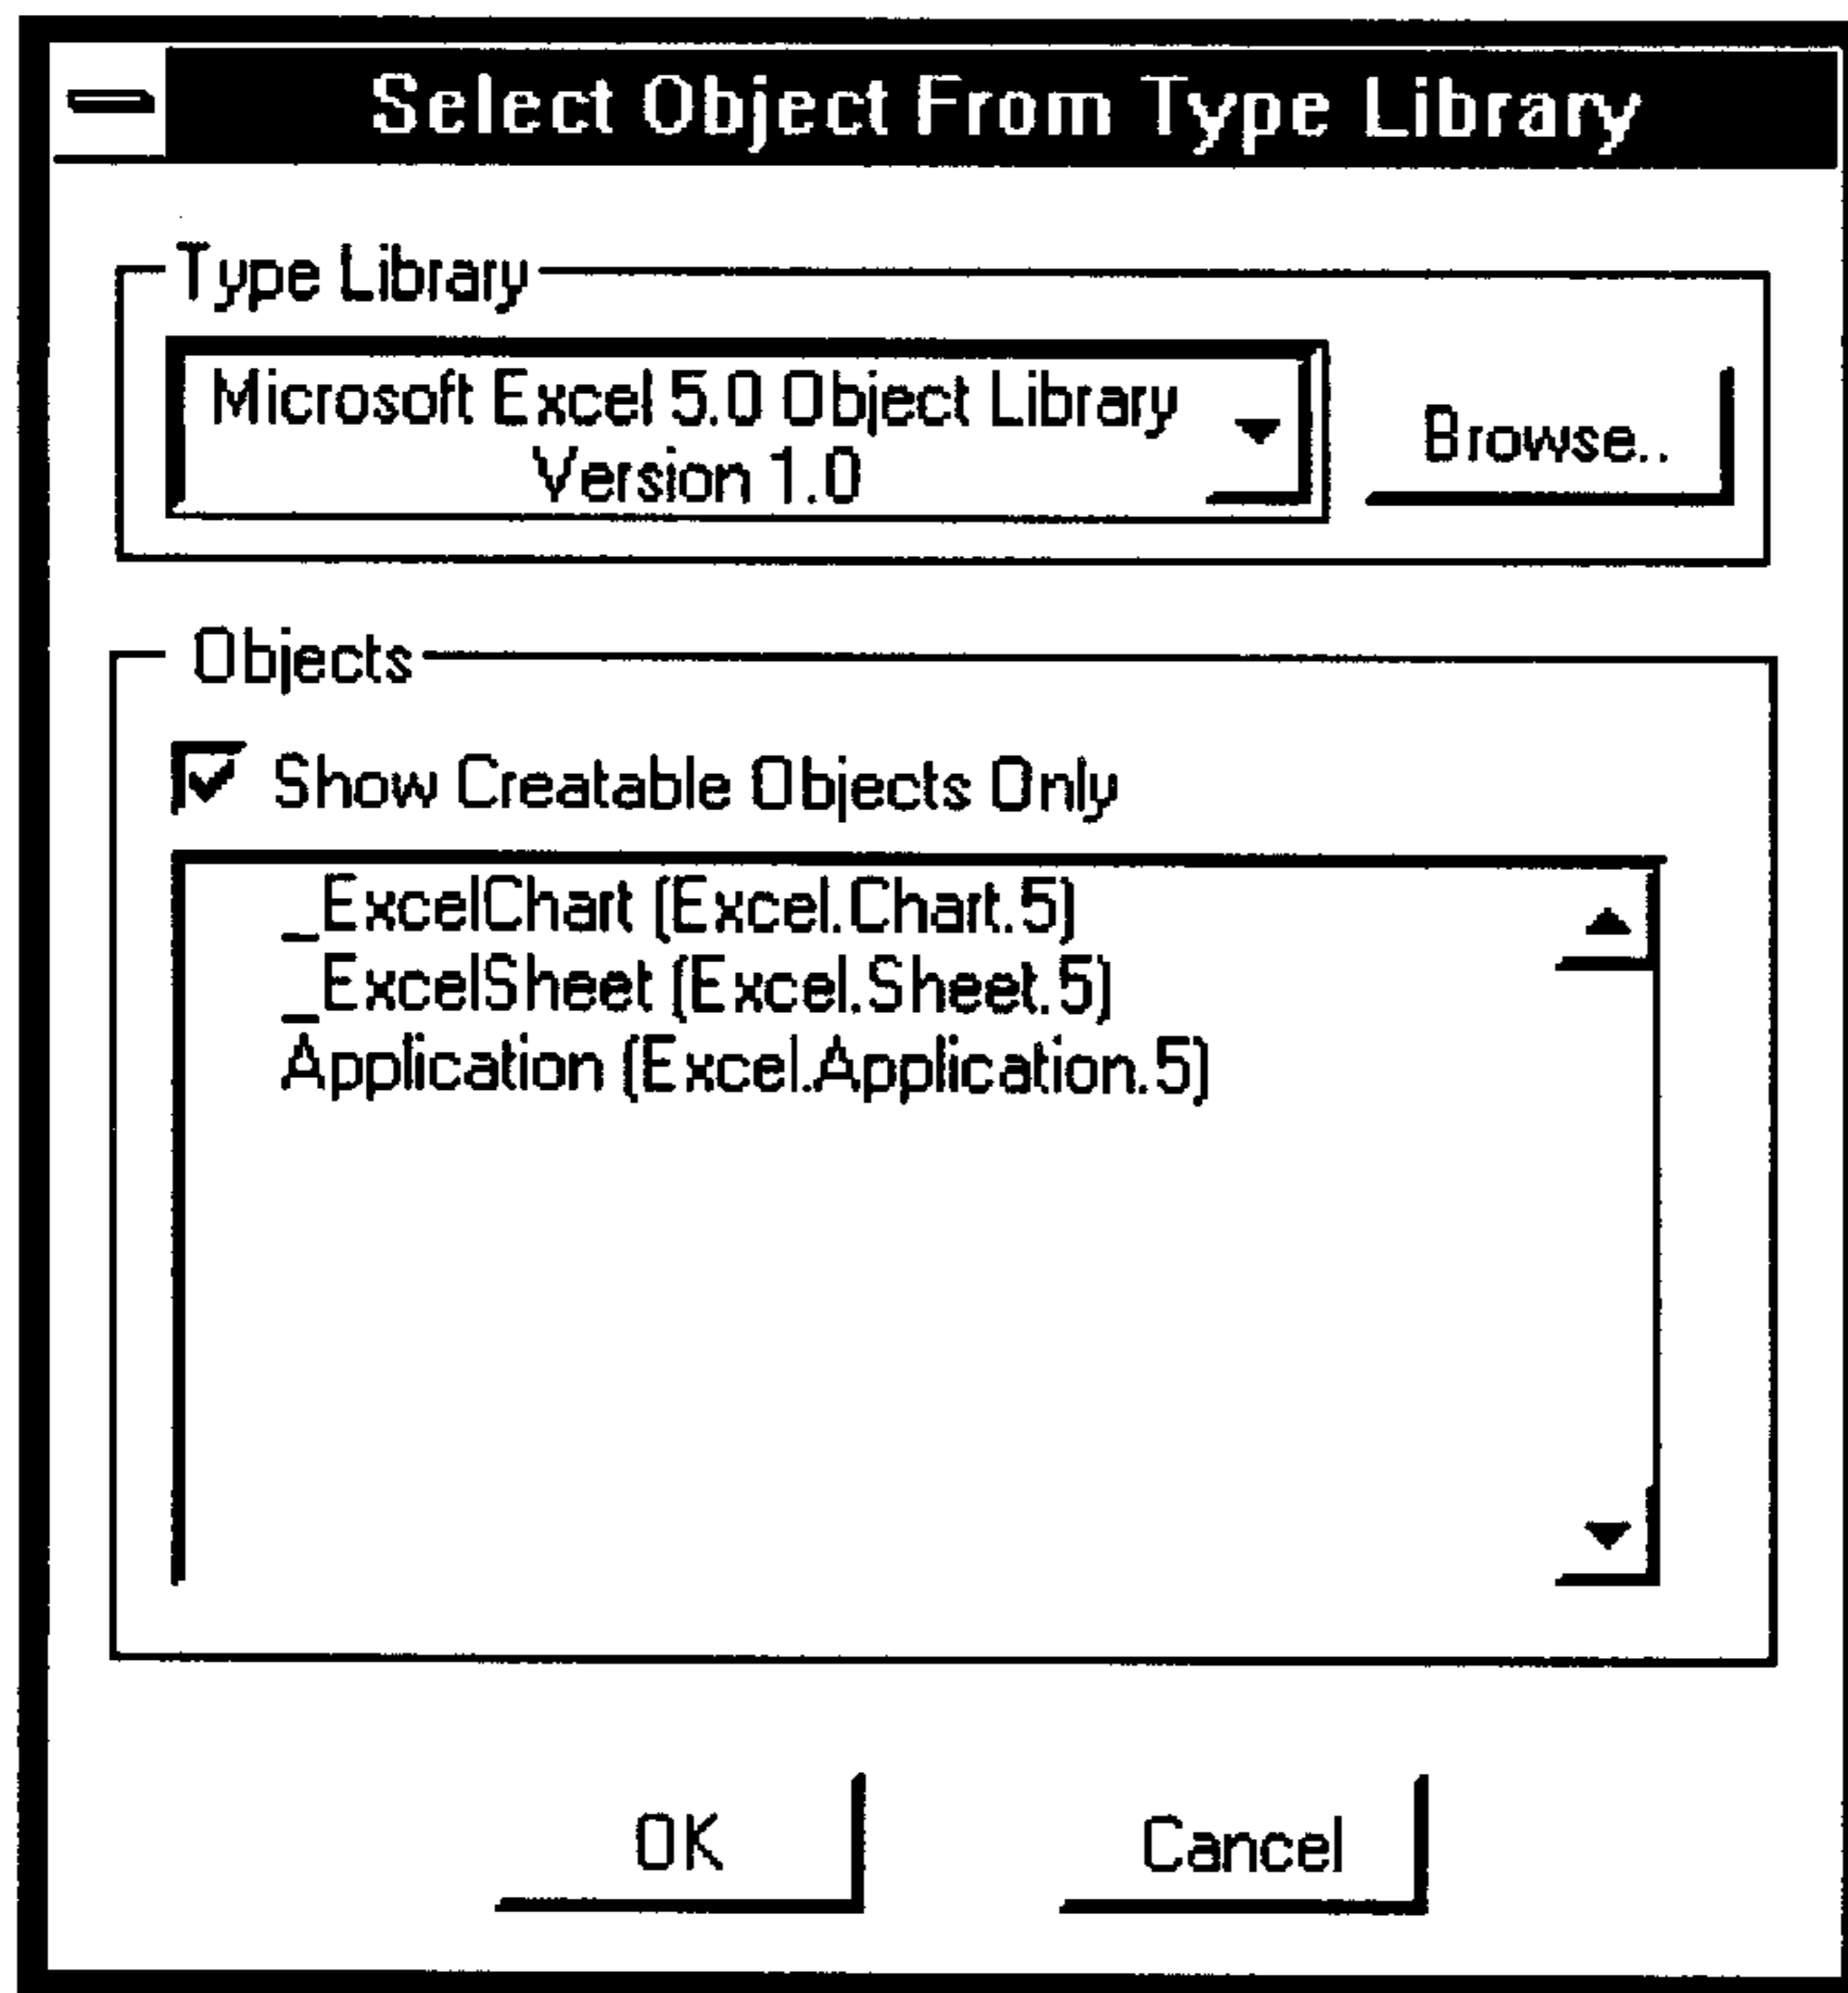 Select Object From Type Library
Type Library
Microsoft Excel 5.0 Object Library
Version 1.0
Browse..
Objects
Show Creatable Objects Only
_ExcelChart (Excel.Chart.5)
_ExcelSheet (Excel.Sheet.5)
Application (Excel.Application.5)
OK
Cancel